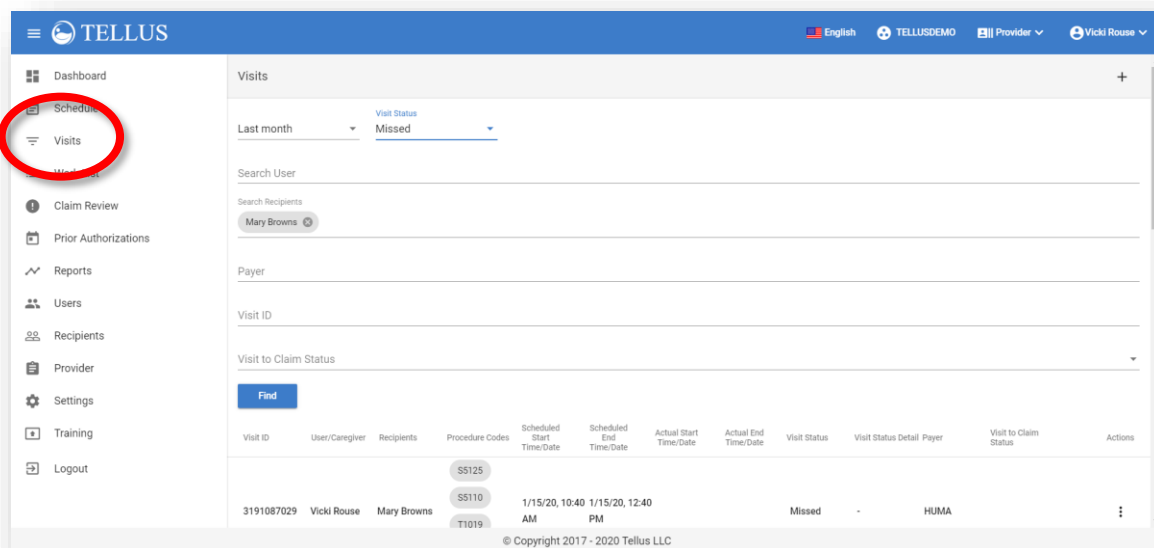 TELLUS
English
TELLUSDEMO
Provider
Vicki Rouse
Dashboard
Visits
Visits
Claim Review
Prior Authorizations
Reports
Users
Recipients
Provider
Settings
Training
Logout
Visits
+
Visit Status
Last month Missed
Search User
Search Recipients
Mary Browns
Payer
Visit ID
Visit to Claim Status
Find
Visit ID User/Caregiver Recipients Procedure Codes Scheduled Start Time/Date Scheduled End Time/Date Actual Start Time/Date Actual End Time/Date Visit Status Visit Status Detail Payer Visit to Claim Status Actions
S5125
S5110
T1019
3191087029 Vicki Rouse Mary Browns 1/15/20, 10:40 AM 1/15/20, 12:40 PM Missed - HUMA
© Copyright 2017 - 2020 Tellus LLC